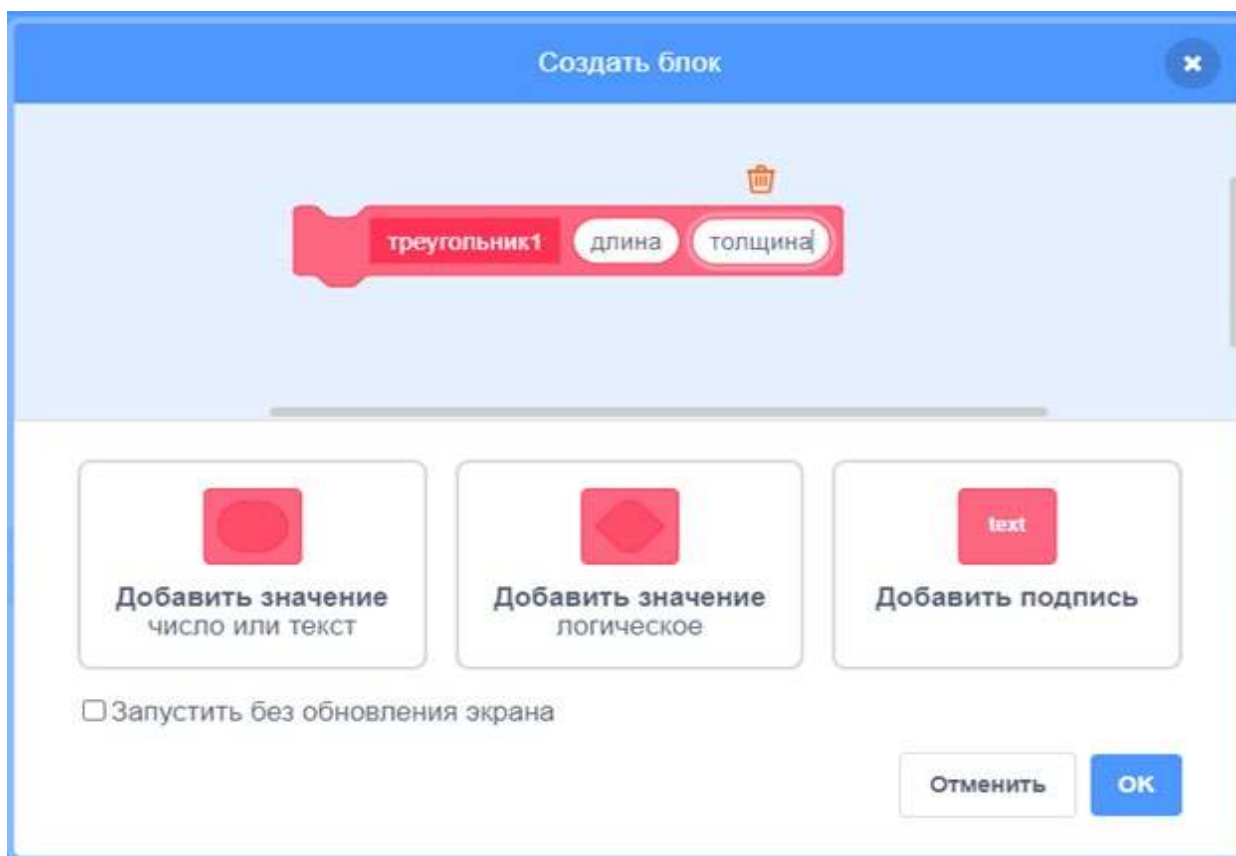 Создать блок
треугольник1 длина толщина
text
Добавить значение
число или текст
Добавить значение
логическое
Добавить подпись
Запустить без обновления экрана
Отменить
ОК